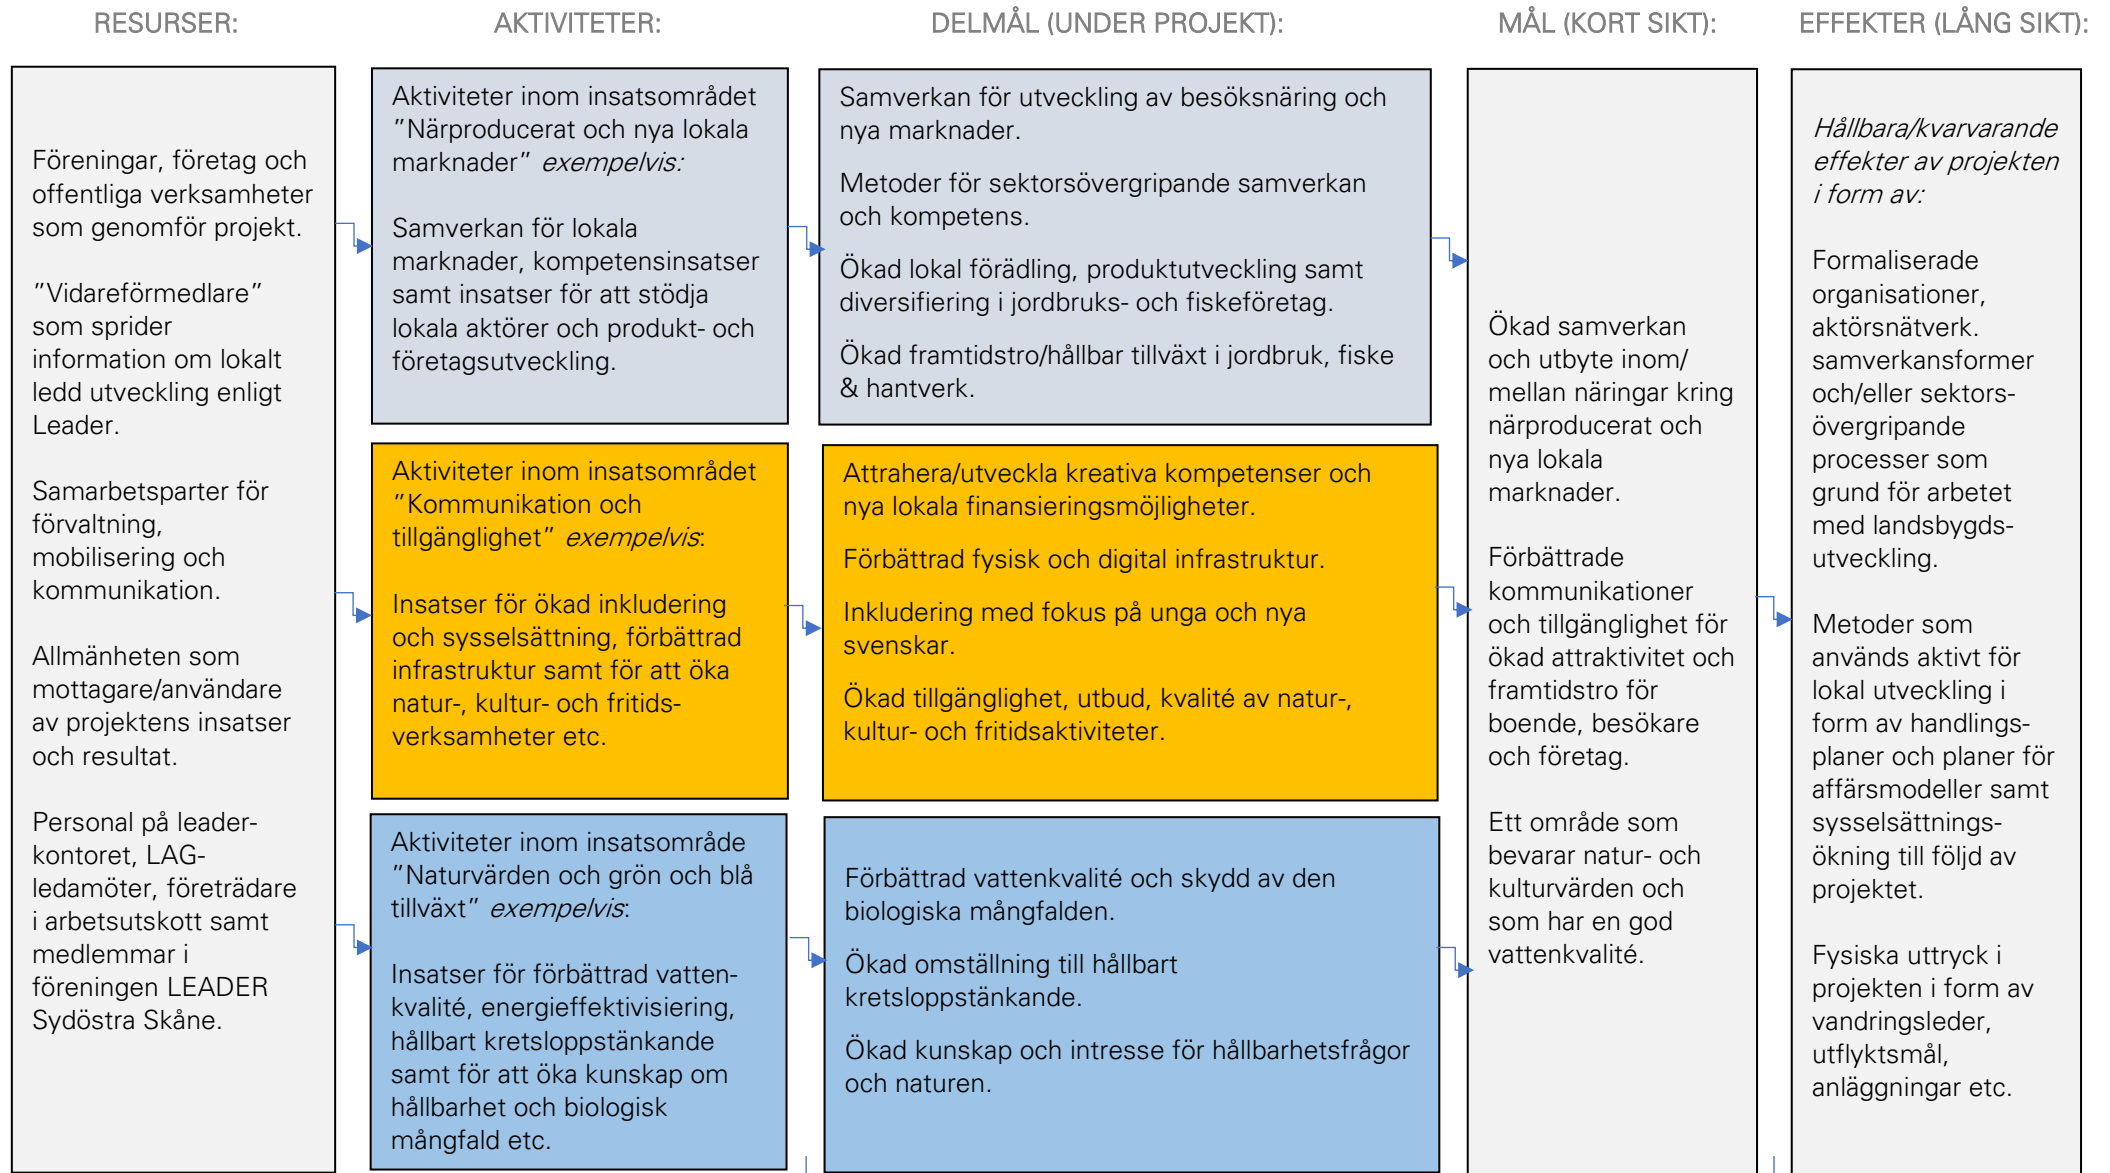 RESURSER:
AKTIVITETER:
DELMÅL (UNDER PROJEKT):
MÅL (KORT SIKT):
EFFEKTER (LÅNG SIKT):
Föreningar, företag och
offentliga verksamheter
som genomför projekt.
”Vidareförmedlare”
som sprider
information om lokalt
ledd utveckling enligt
Leader.
Samarbetsparter för
förvaltning,
mobilisering och
kommunikation.
Allmänheten som
mottagare/användare
av projektens insatser
och resultat.
Personal på leader-
kontoret, LAG-
ledamöter, företrädare
i arbetsutskott samt
medlemmar i
föreningen LEADER
Sydöstra Skåne.
Aktiviteter inom insatsområdet
”Närproducerat och nya lokala
marknader” exempelvis:
Samverkan för lokala
marknader, kompetensinsatser
samt insatser för att stödja
lokala aktörer och produkt- och
företagsutveckling.
Aktiviteter inom insatsområdet
”Kommunikation och
tillgänglighet” exempelvis:
Insatser för ökad inkludering
och sysselsättning, förbättrad
infrastruktur samt för att öka
natur-, kultur- och fritids-
verksamheter etc.
Aktiviteter inom insatsområde
”Naturvärden och grön och blå
tillväxt” exempelvis:
Insatser för förbättrad vatten-
kvalité, energieffektivisiering,
hållbart kretsloppstänkande
samt för att öka kunskap om
hållbarhet och biologisk
mångfald etc.
Samverkan för utveckling av besöksnäring och
nya marknader.
Metoder för sektorsövergripande samverkan
och kompetens.
Ökad lokal förädling, produktutveckling samt
diversifiering i jordbruks- och fiskeföretag.
Ökad framtidstro/hållbar tillväxt i jordbruk, fiske
& hantverk.
Attrahera/utveckla kreativa kompetenser och
nya lokala finansieringsmöjligheter.
Förbättrad fysisk och digital infrastruktur.
Inkludering med fokus på unga och nya
svenskar.
Ökad tillgänglighet, utbud, kvalité av natur-,
kultur- och fritidsaktiviteter.
Förbättrad vattenkvalité och skydd av den
biologiska mångfalden.
Ökad omställning till hållbart
kretsloppstänkande.
Ökad kunskap och intresse för hållbarhetsfrågor
och naturen.
Ökad samverkan
och utbyte inom/
mellan näringar kring
närproducerat och
nya lokala
marknader.
Förbättrade
kommunikationer
och tillgänglighet för
ökad attraktivitet och
framtidstro för
boende, besökare
och företag.
Ett område som
bevarar natur- och
kulturvärden och
som har en god
vattenkvalité.
Hållbara/kvarvarande
effekter av projekten
i form av:
Formaliserade
organisationer,
aktörsnätverk.
samverkansformer
och/eller sektors-
övergripande
processer som
grund för arbetet
med landsbygds-
utveckling.
Metoder som
används aktivt för
lokal utveckling i
form av handlings-
planer och planer för
affärsmodeller samt
sysselsättnings-
ökning till följd av
projektet.
Fysiska uttryck i
projekten i form av
vandringsleder,
utflyktsmål,
anläggningar etc.